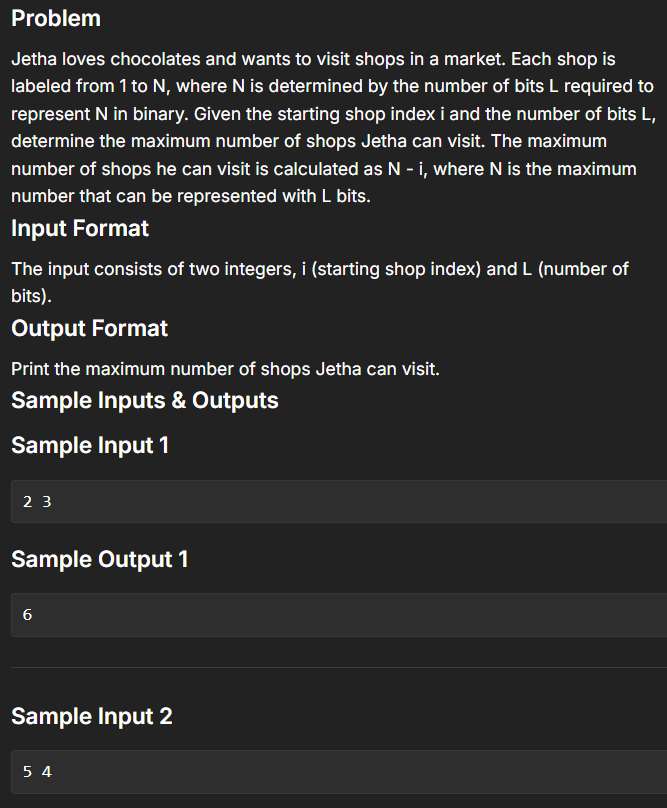 Problem
Jetha loves chocolates and wants to visit shops in a market. Each shop is
labeled from 1 to N, where N is determined by the number of bits L required to
represent N in binary. Given the starting shop index i and the number of bits L,
determine the maximum number of shops Jetha can visit. The maximum
number of shops he can visit is calculated as N - i, where N is the maximum
number that can be represented with L bits.
Input Format
The input consists of two integers, i (starting shop index) and L (number of
bits).
Output Format
Print the maximum number of shops Jetha can visit.
Sample Inputs & Outputs
Sample Input 1
2 3
Sample Output 1
6
Sample Input 2
5 4